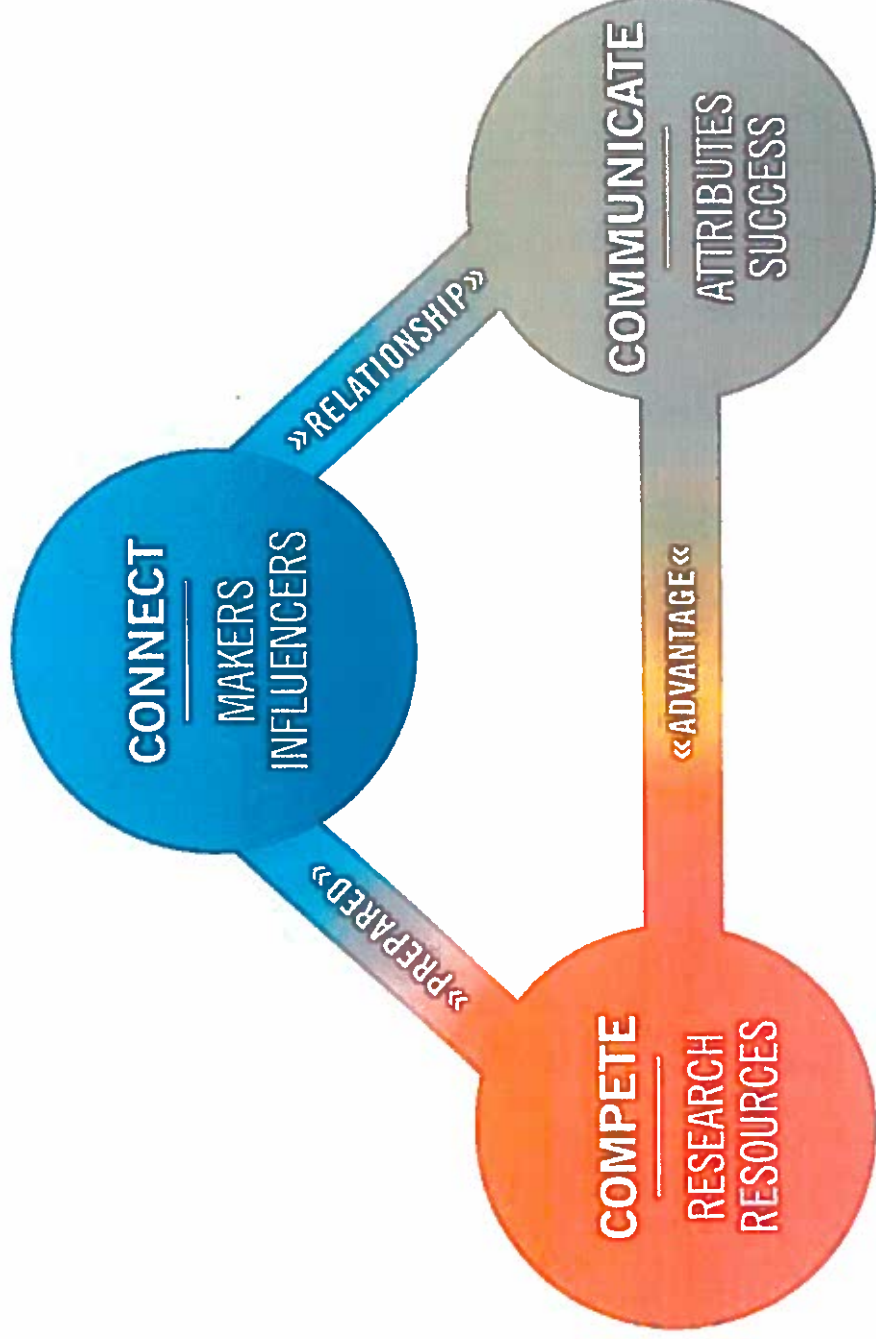 CONNECT
MAKERS
INFLUENCERS
»PREPARED»
»RELATIONSHIP»
COMPETE
RESEARCH
RESOURCES
«ADVANTAGE«
COMMUNICATE
ATTRIBUTES
SUCCESS